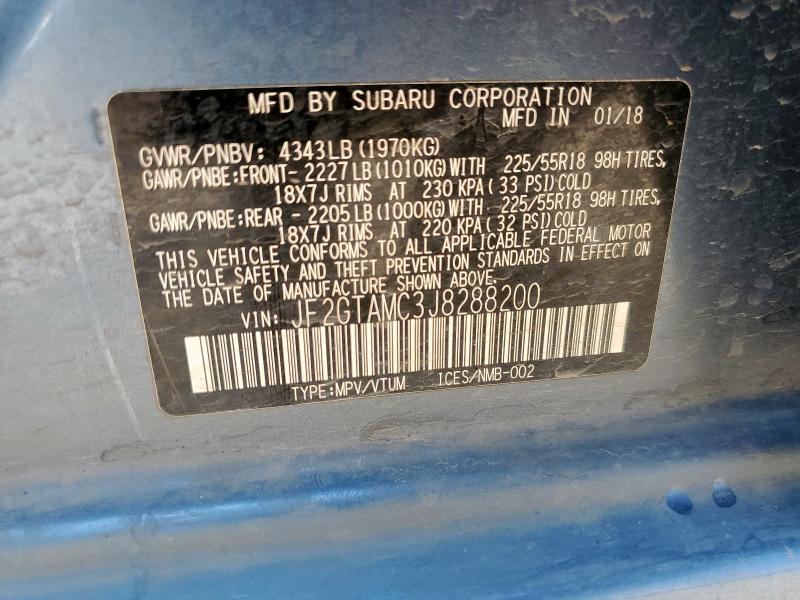 MFD BY SUBARU CORPORATION
MFD IN 01/18
GVWR/PNBV: 4343LB (1970KG)
GAWR/PNBE:FRONT- 2227LB (1010KG)WITH 225/55R18 98H TIRES,
18X7J RIMS AT 230 KPA( 33 PSI)COLD
GAWR/PNBE:REAR - 2205LB (1000KG)WITH 225/55R18 98H TIRES,
18X7J RIMS AT 220 KPA( 32 PSI)COLD
THIS VEHICLE CONFORMS TO ALL APPLICABLE FEDERAL MOTOR
VEHICLE SAFETY AND THEFT PREVENTION STANDARDS IN EFFECT ON
THE DATE OF MANUFACTURE SHOWN ABOVE.
VIN: JF2GTAMC3J8288200
TYPE:MPV/VTUM ICES/NMB-002